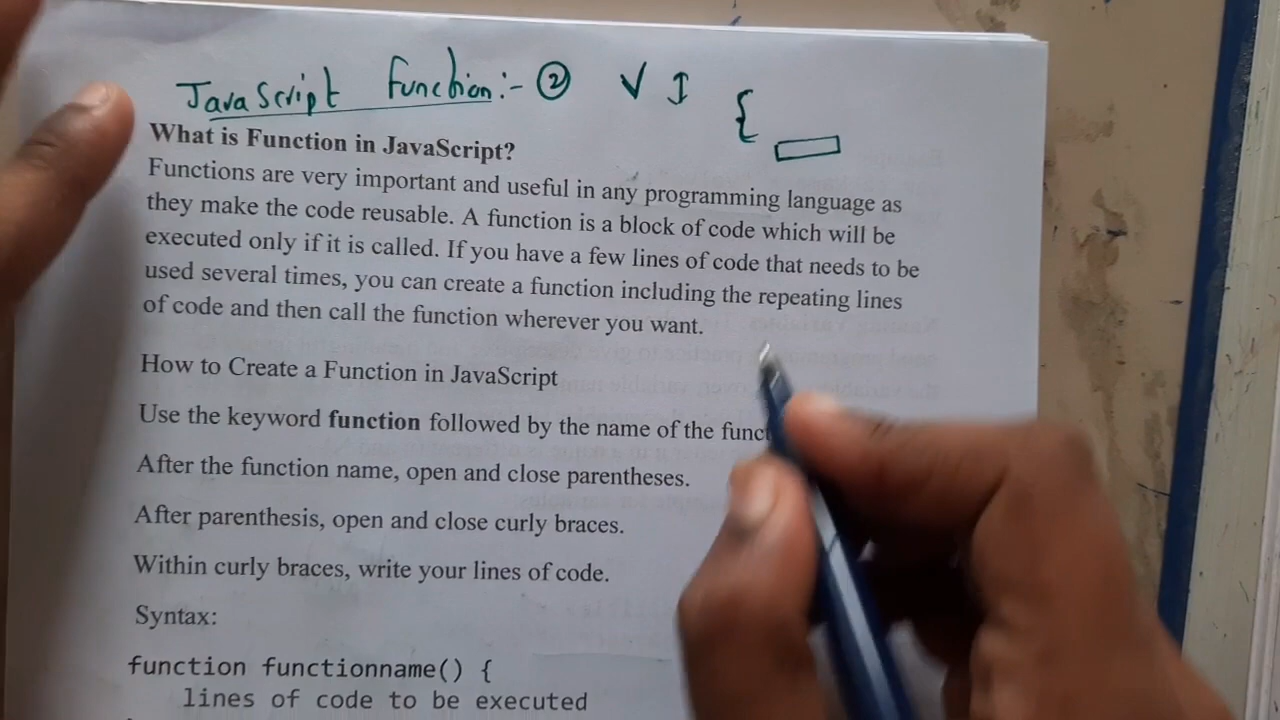 JavaScript Function:- ② V I {
What is Function in JavaScript?
Functions are very important and useful in any programming language as
they make the code reusable. A function is a block of code which will be
executed only if it is called. If you have a few lines of code that needs to be
used several times, you can create a function including the repeating lines
of code and then call the function wherever you want.
How to Create a Function in JavaScript
Use the keyword function followed by the name of the funct
After the function name, open and close parentheses.
After parenthesis, open and close curly braces.
Within curly braces, write your lines of code.
Syntax:
function functionname() {
lines of code to be executed